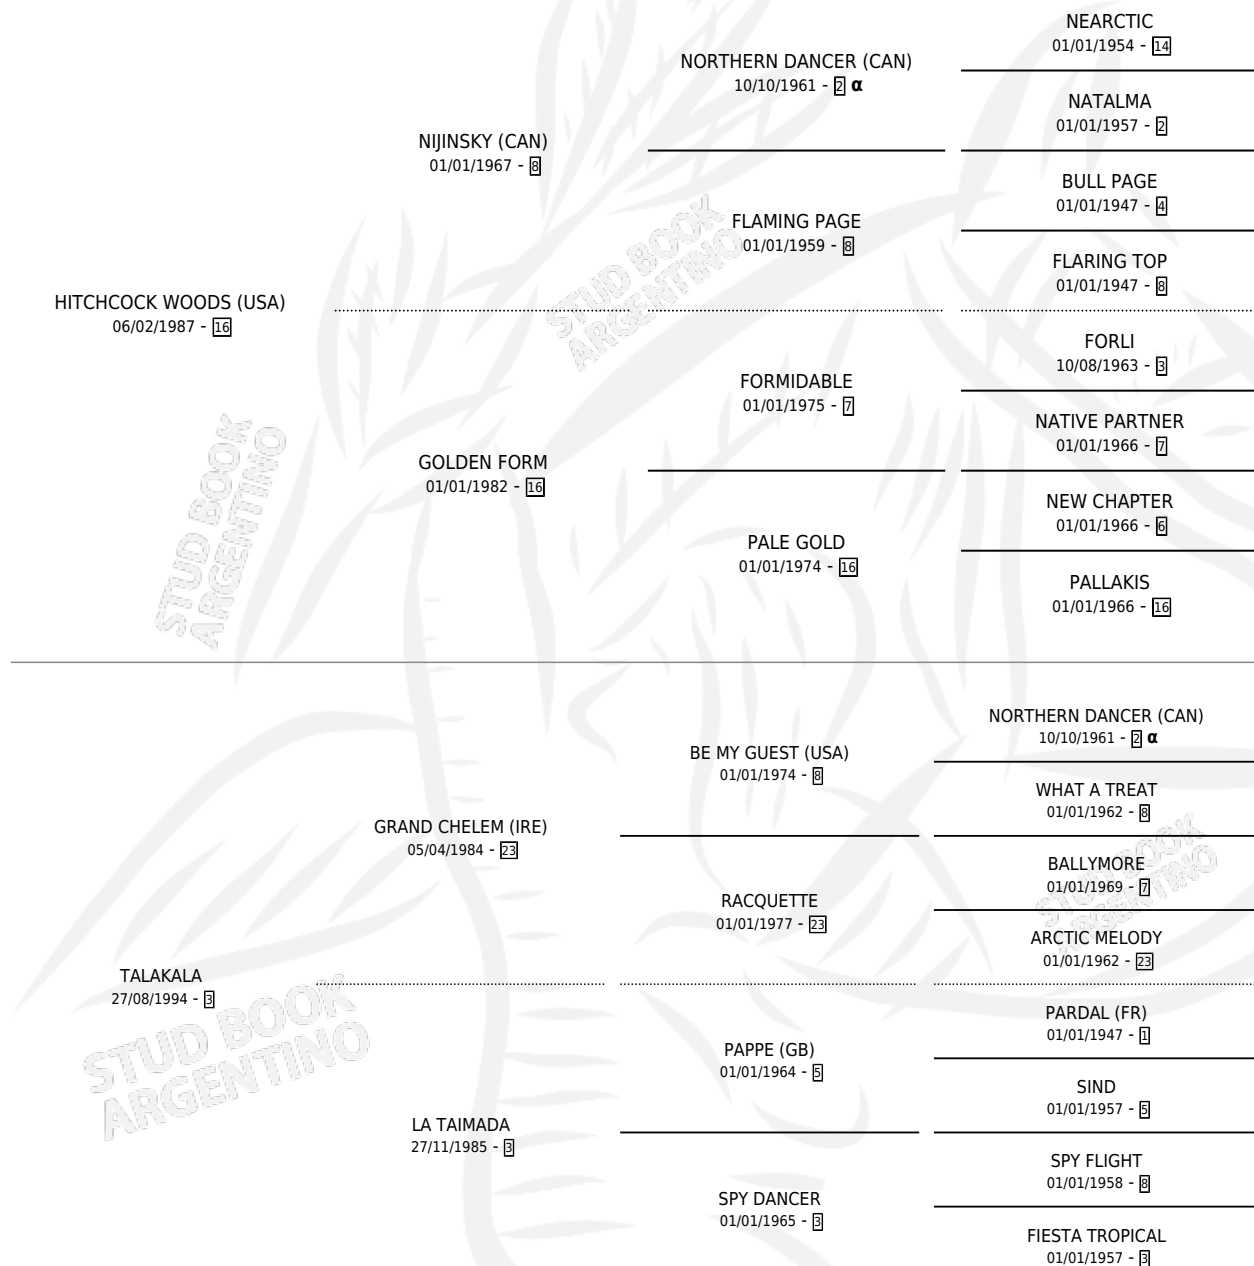 NEARCTIC
01/01/1954 - 14
NORTHERN DANCER (CAN)
10/10/1961 - 2 α
NATALMA
01/01/1957 - 2
NIJINSKY (CAN)
01/01/1967 - 8
BULL PAGE
01/01/1947 - 4
FLAMING PAGE
01/01/1959 - 8
FLARING TOP
01/01/1947 - 8
HITCHCOCK WOODS (USA)
06/02/1987 - 16
FORLI
10/08/1963 - 3
FORMIDABLE
01/01/1975 - 7
NATIVE PARTNER
01/01/1966 - 7
GOLDEN FORM
01/01/1982 - 16
NEW CHAPTER
01/01/1966 - 6
PALE GOLD
01/01/1974 - 16
PALLAKIS
01/01/1966 - 16
NORTHERN DANCER (CAN)
10/10/1961 - 2 α
BE MY GUEST (USA)
01/01/1974 - 8
WHAT A TREAT
01/01/1962 - 8
GRAND CHELEM (IRE)
05/04/1984 - 23
BALLYMORE
01/01/1969 - 7
RACQUETTE
01/01/1977 - 23
ARCTIC MELODY
01/01/1962 - 23
TALAKALA
27/08/1994 - 3
PARDAL (FR)
01/01/1947 - 1
PAPPE (GB)
01/01/1964 - 5
SIND
01/01/1957 - 5
LA TAIMADA
27/11/1985 - 3
SPY FLIGHT
01/01/1958 - 8
SPY DANCER
01/01/1965 - 3
FIESTA TROPICAL
01/01/1957 - 3
STUD BOOK
ARGENTINO
STUD BOOK
ARGENTINO
STUD BOOK
ARGENTINO
STUD BOOK
ARGENTINO